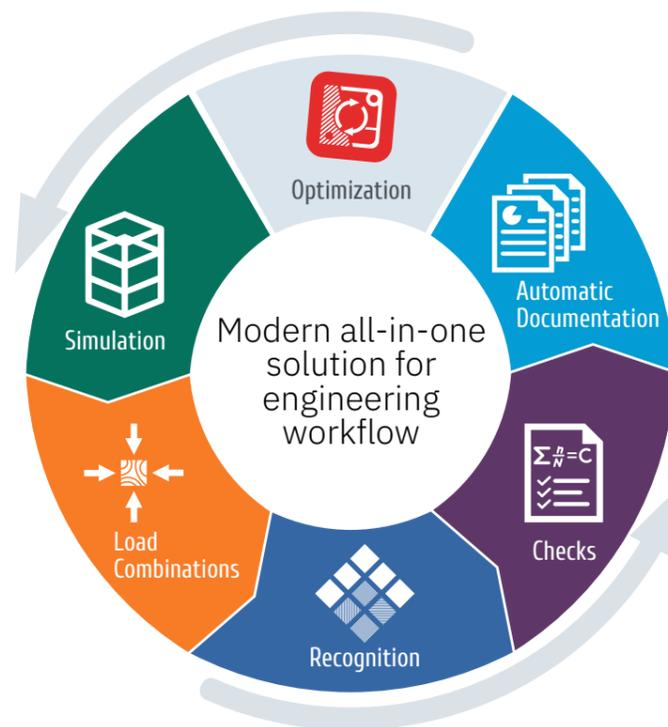 Optimization
Automatic
Documentation
Simulation
Modern all-in-one
solution for
engineering
workflow
Σ n/N =C
Checks
Load
Combinations
Recognition